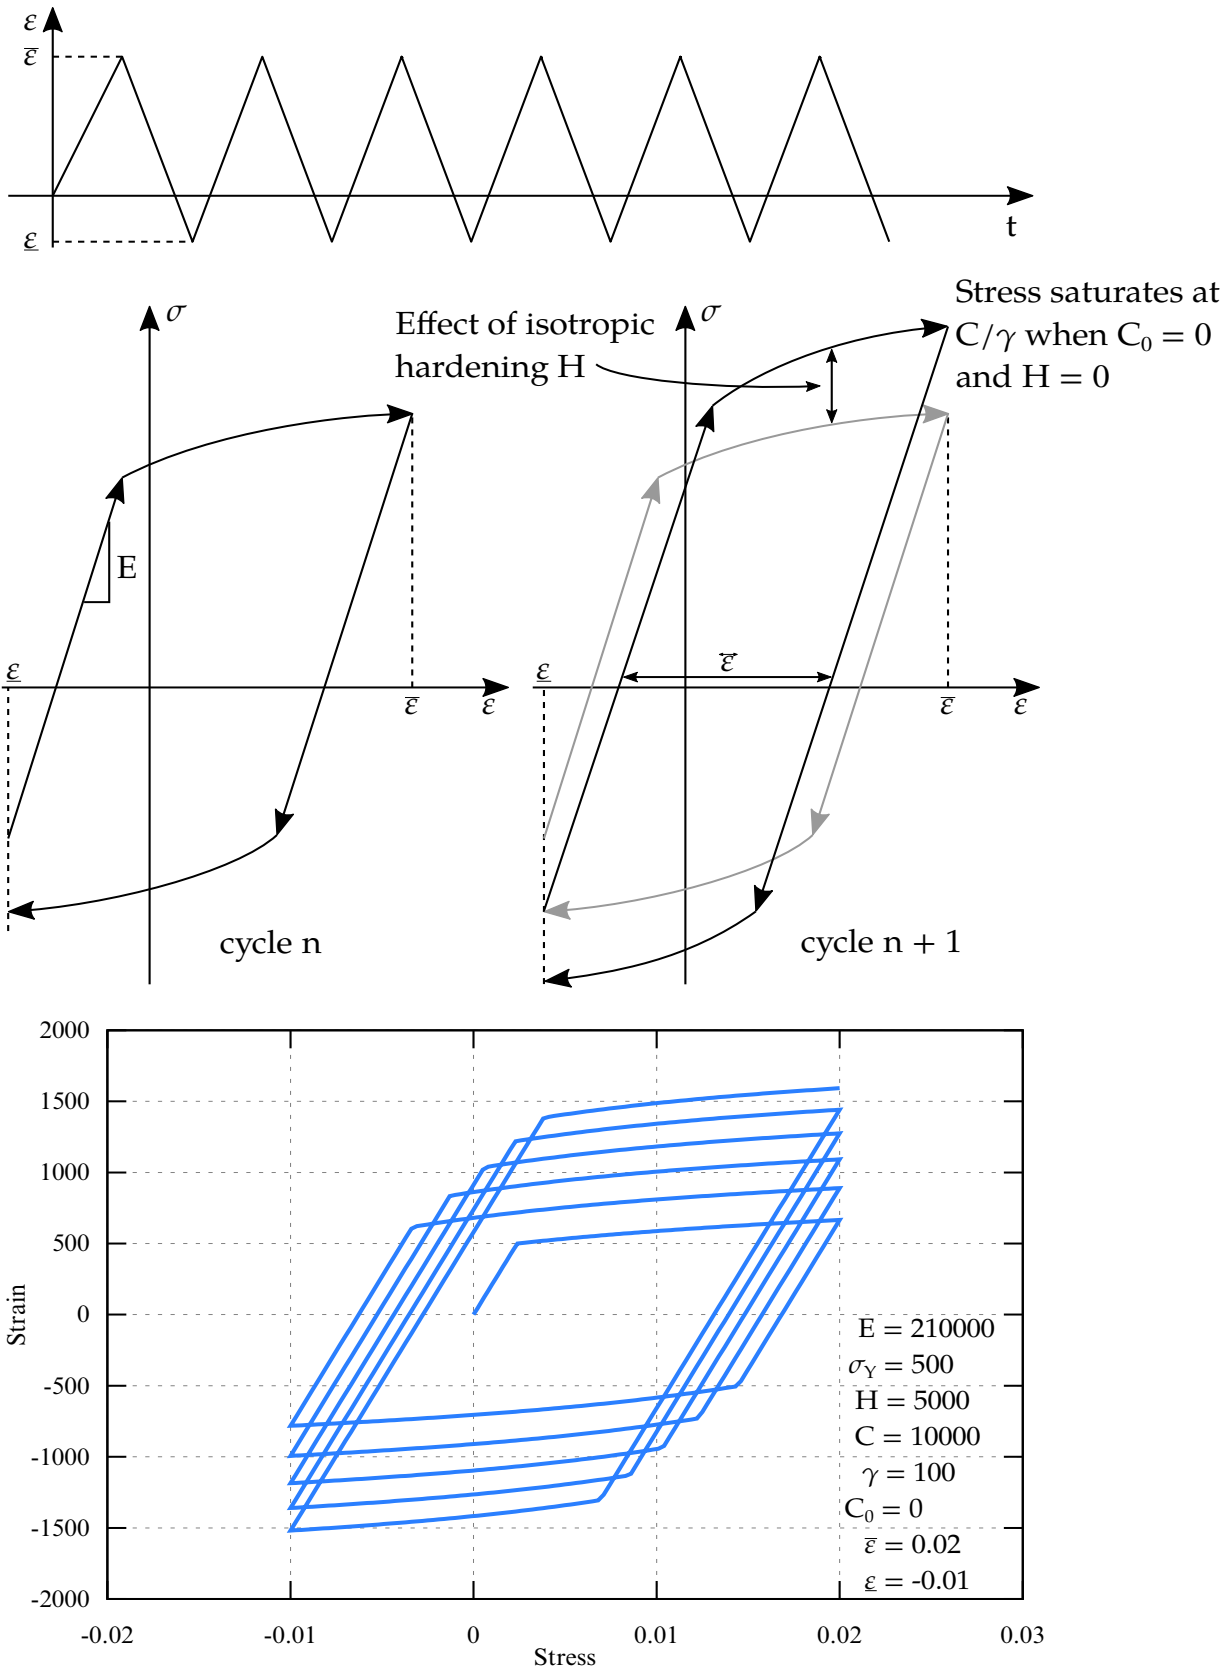 ε
ε̅
ε̲
t
σ
Effect of isotropic
hardening H
σ
Stress saturates at
C/γ when C₀ = 0
and H = 0
E
ε̲
ε̅
ε
ε̲
ε̅
ε̅
ε
cycle n
cycle n + 1
2000
1500
1000
500
0
-500
-1000
-1500
-2000
Strain
E = 210000
σY = 500
H = 5000
C = 10000
γ = 100
C₀ = 0
ε̅ = 0.02
ε̲ = -0.01
-0.02
-0.01
0
0.01
0.02
0.03
Stress